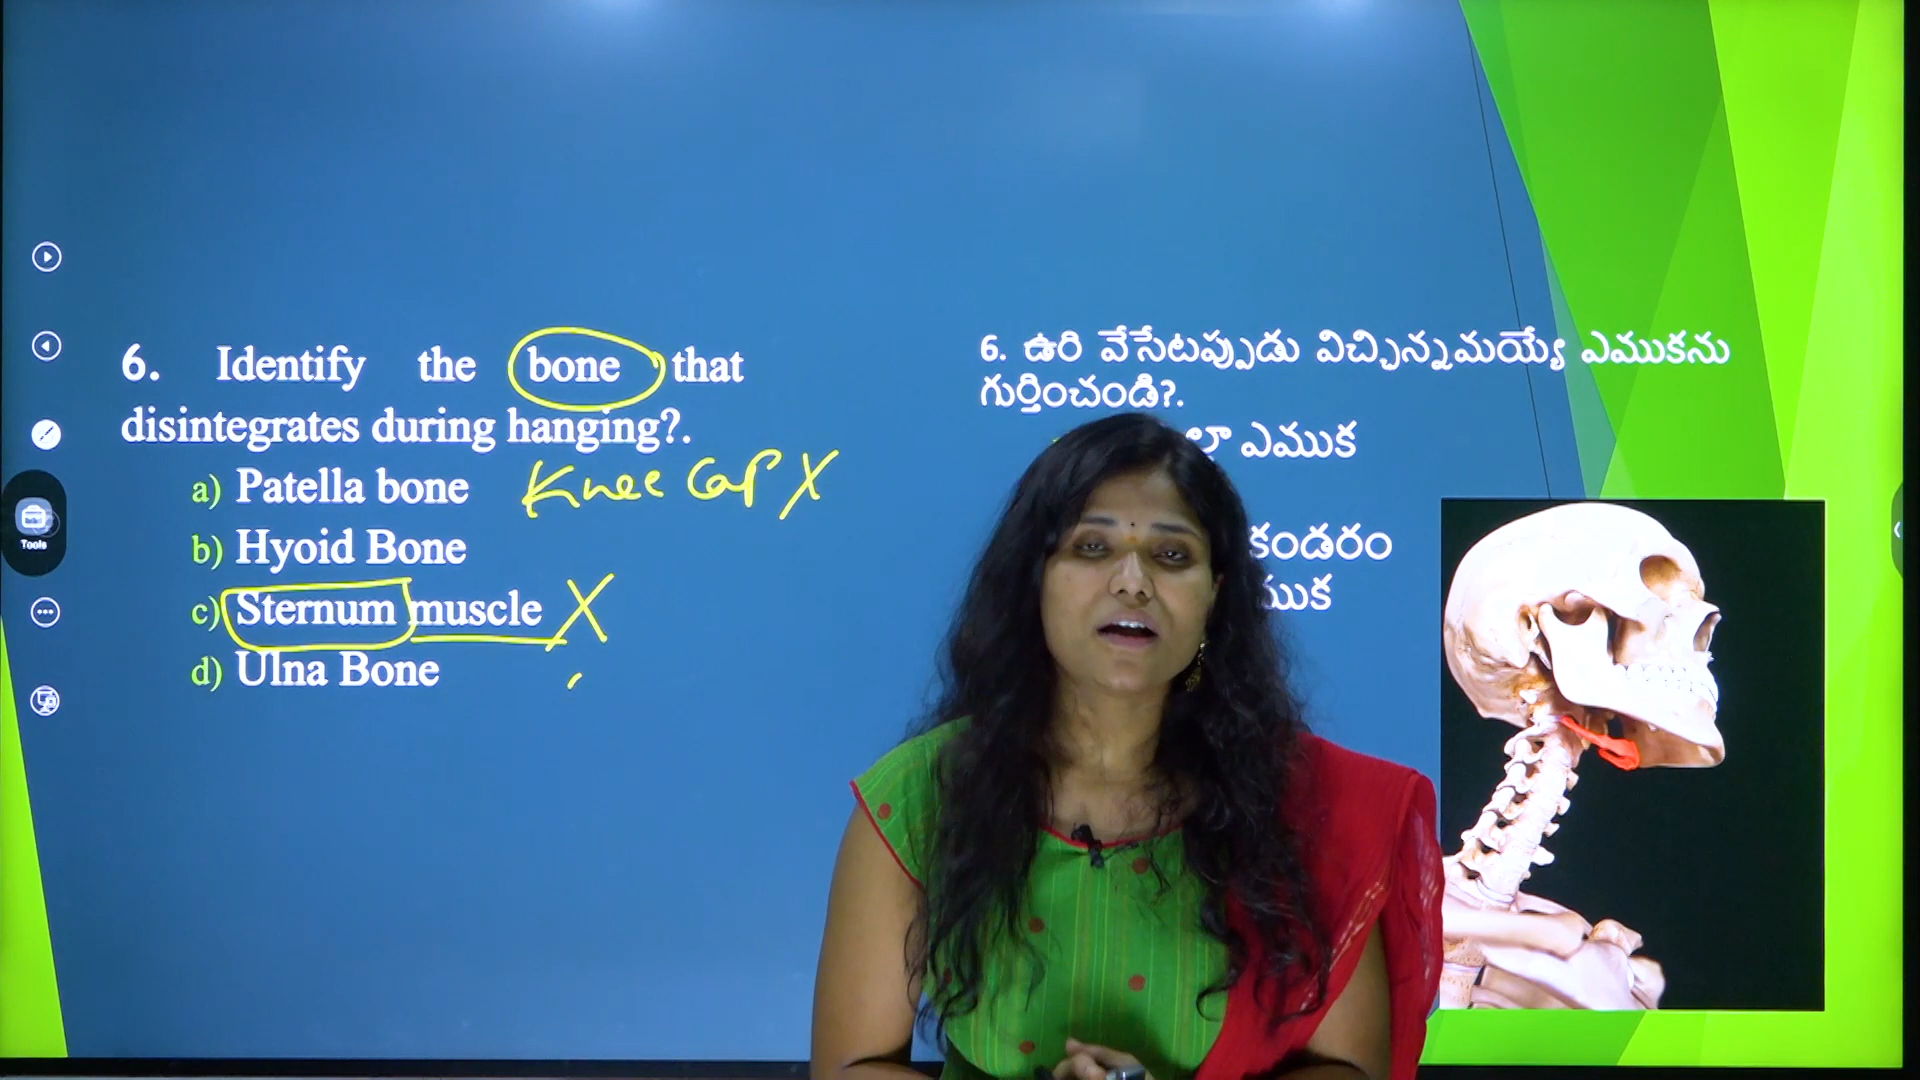 6. Identify the bone that
disintegrates during hanging?.
a) Patella bone Knee cap X
b) Hyoid Bone
c) Sternum muscle X
d) Ulna Bone
6. ఉరి వేసేటప్పుడు విచ్ఛిన్నమయ్యే ఎముకను
గుర్తించండి?.
ఎముక
కండరం
Tools